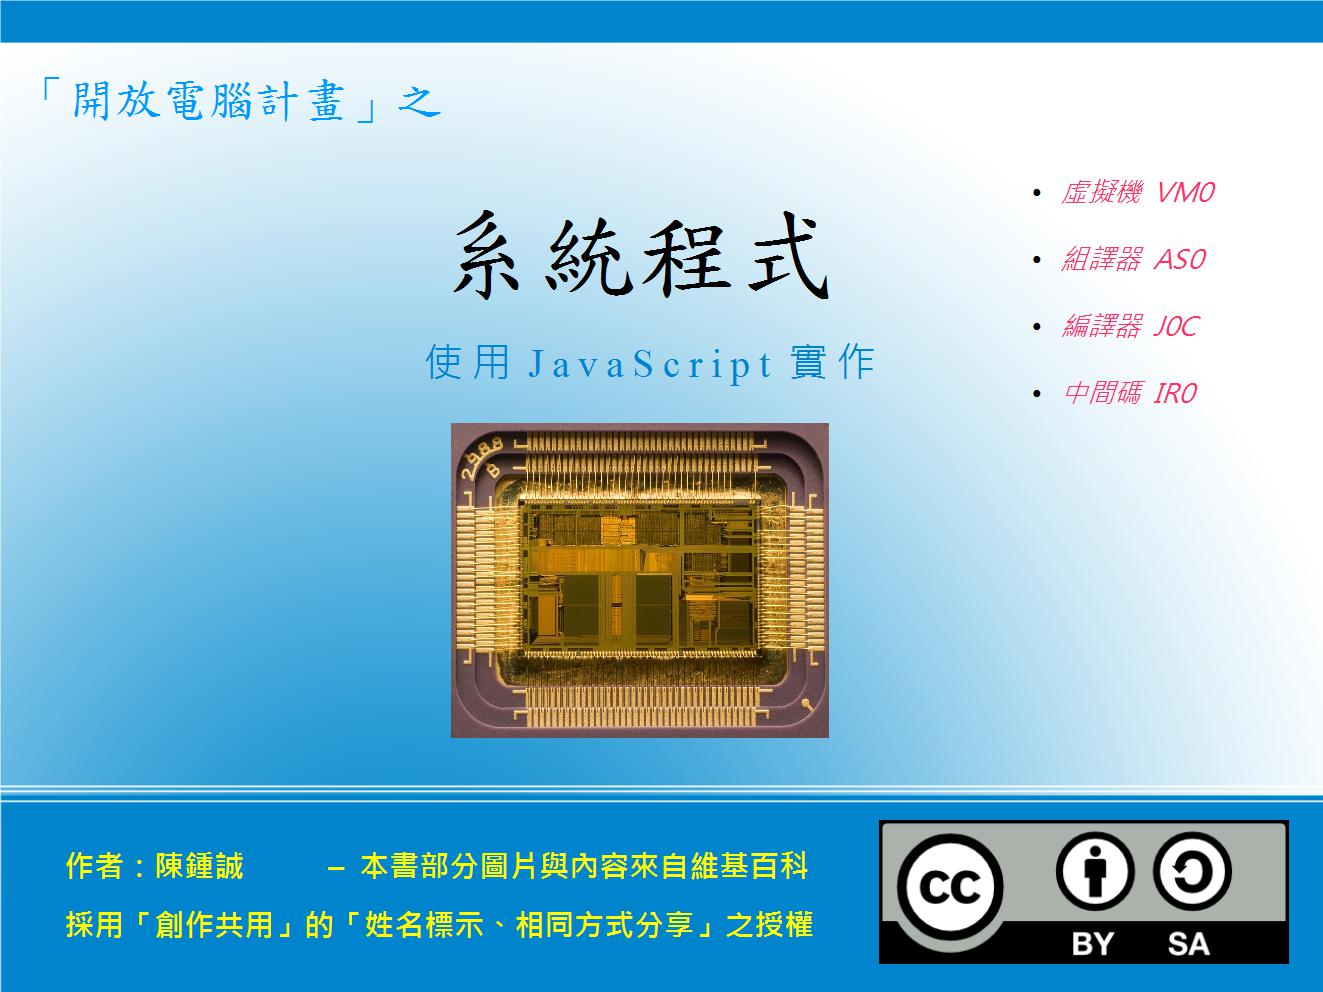 「開放電腦計畫」之
系統程式
使用 JavaScript 實作
• 虛擬機 VM0
• 組譯器 AS0
• 編譯器 J0C
• 中間碼 IR0
2988
B
作者：陳鍾誠 – 本書部分圖片與內容來自維基百科
採用「創作共用」的「姓名標示、相同方式分享」之授權
cc
BY SA